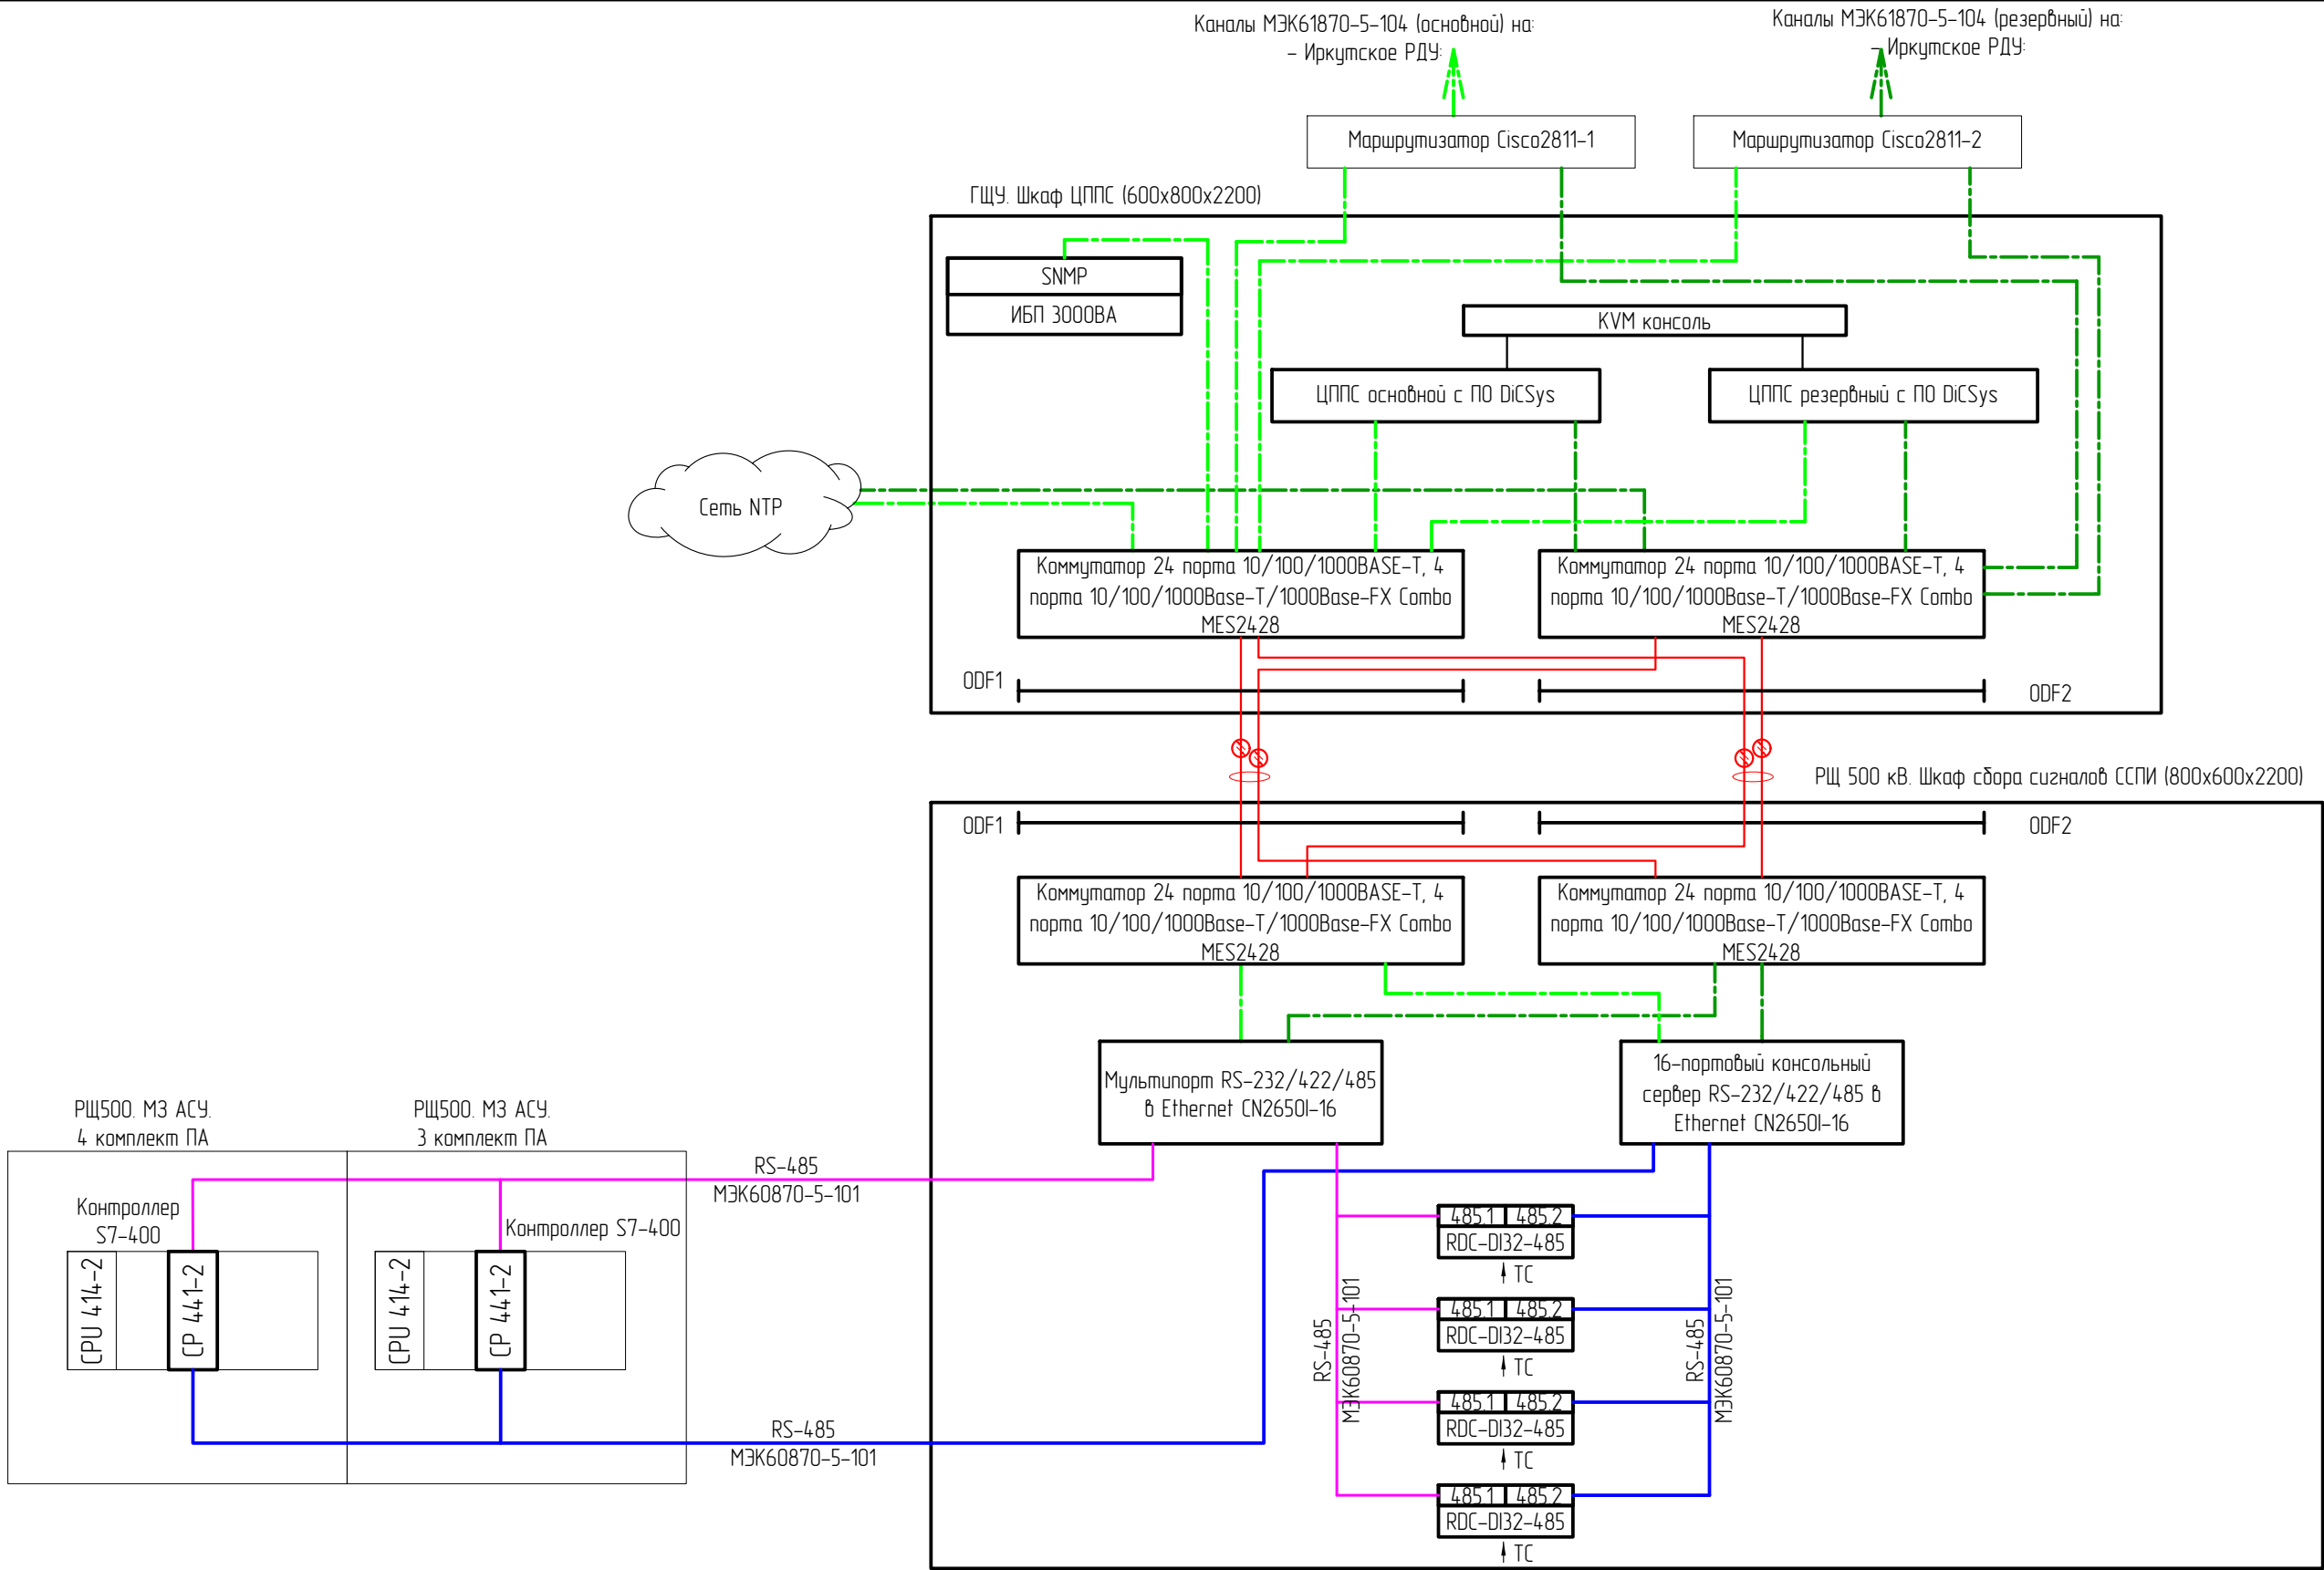 Каналы МЭК61870-5-104 (основной) на:
- Иркутское РДУ:
Каналы МЭК61870-5-104 (резервный) на:
- Иркутское РДУ:
Маршрутизатор Cisco2811-1
Маршрутизатор Cisco2811-2
ГЩУ. Шкаф ЦППС (600х800х2200)
SNMP
ИБП 3000ВА
KVM консоль
ЦППС основной с ПО DiCSys
ЦППС резервный с ПО DiCSys
Сеть NTP
Коммутатор 24 порта 10/100/1000BASE-T, 4
порта 10/100/1000Base-T/1000Base-FX Combo
MES2428
Коммутатор 24 порта 10/100/1000BASE-T, 4
порта 10/100/1000Base-T/1000Base-FX Combo
MES2428
ODF1
ODF2
РЩ 500 кВ. Шкаф сбора сигналов ССПИ (800х600х2200)
ODF1
ODF2
Коммутатор 24 порта 10/100/1000BASE-T, 4
порта 10/100/1000Base-T/1000Base-FX Combo
MES2428
Коммутатор 24 порта 10/100/1000BASE-T, 4
порта 10/100/1000Base-T/1000Base-FX Combo
MES2428
Мультипорт RS-232/422/485
в Ethernet CN2650I-16
16-портовый консольный
сервер RS-232/422/485 в
Ethernet CN2650I-16
РЩ500. МЗ АСУ.
4 комплект ПА
РЩ500. МЗ АСУ.
3 комплект ПА
RS-485
МЭК60870-5-101
Контроллер
S7-400
Контроллер S7-400
CPU 414-2
CP 441-2
CPU 414-2
CP 441-2
RS-485
МЭК60870-5-101
485.1 485.2
RDC-DI32-485
ТС
485.1 485.2
RDC-DI32-485
ТС
485.1 485.2
RDC-DI32-485
ТС
485.1 485.2
RDC-DI32-485
ТС
RS-485
МЭК60870-5-101
RS-485
МЭК60870-5-101